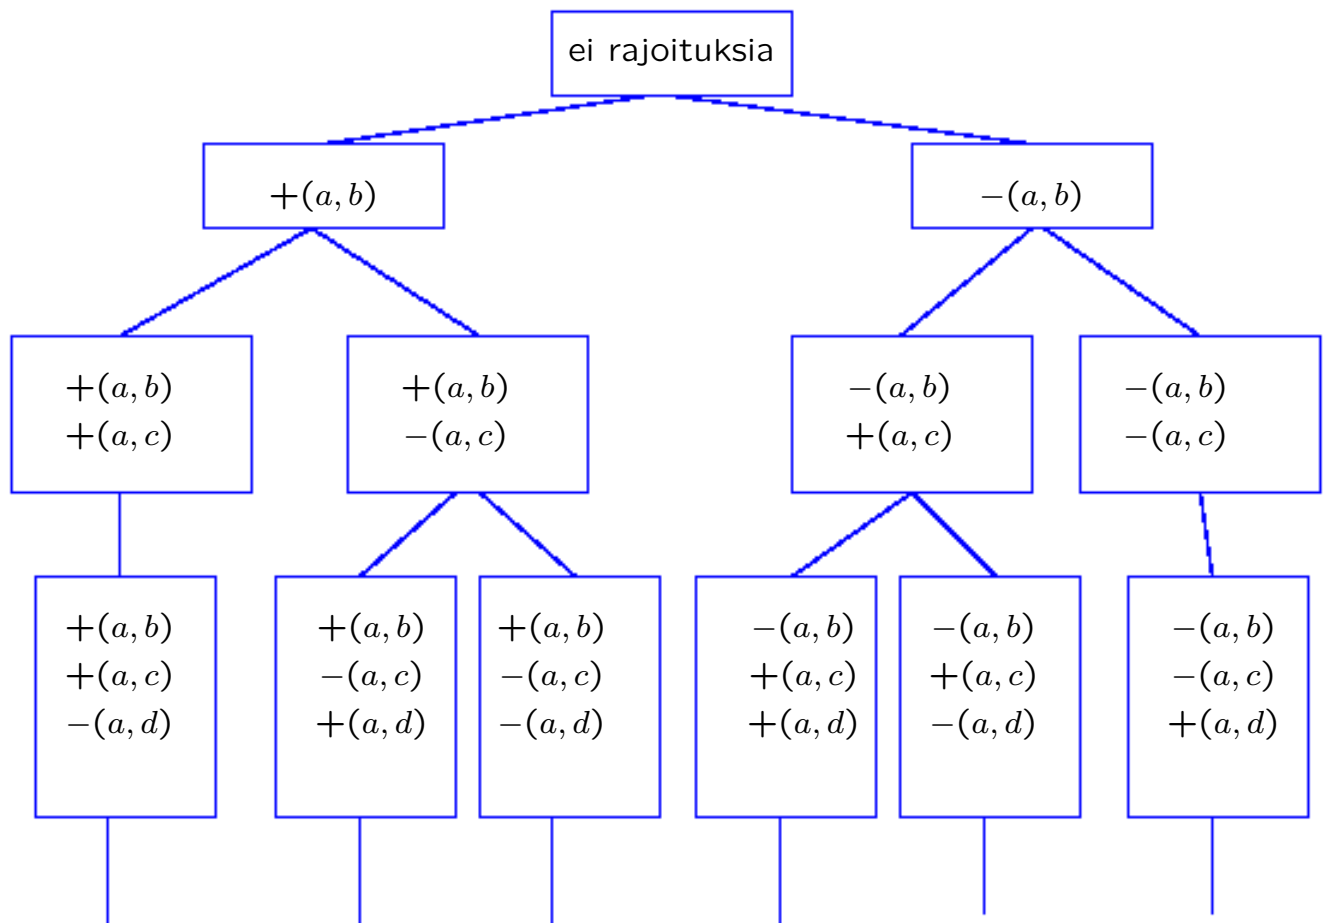 ei rajoituksia
+(a, b)
−(a, b)
+(a, b)
+(a, c)
+(a, b)
−(a, c)
−(a, b)
+(a, c)
−(a, b)
−(a, c)
+(a, b)
+(a, c)
−(a, d)
+(a, b)
−(a, c)
+(a, d)
+(a, b)
−(a, c)
−(a, d)
−(a, b)
+(a, c)
+(a, d)
−(a, b)
+(a, c)
−(a, d)
−(a, b)
−(a, c)
+(a, d)